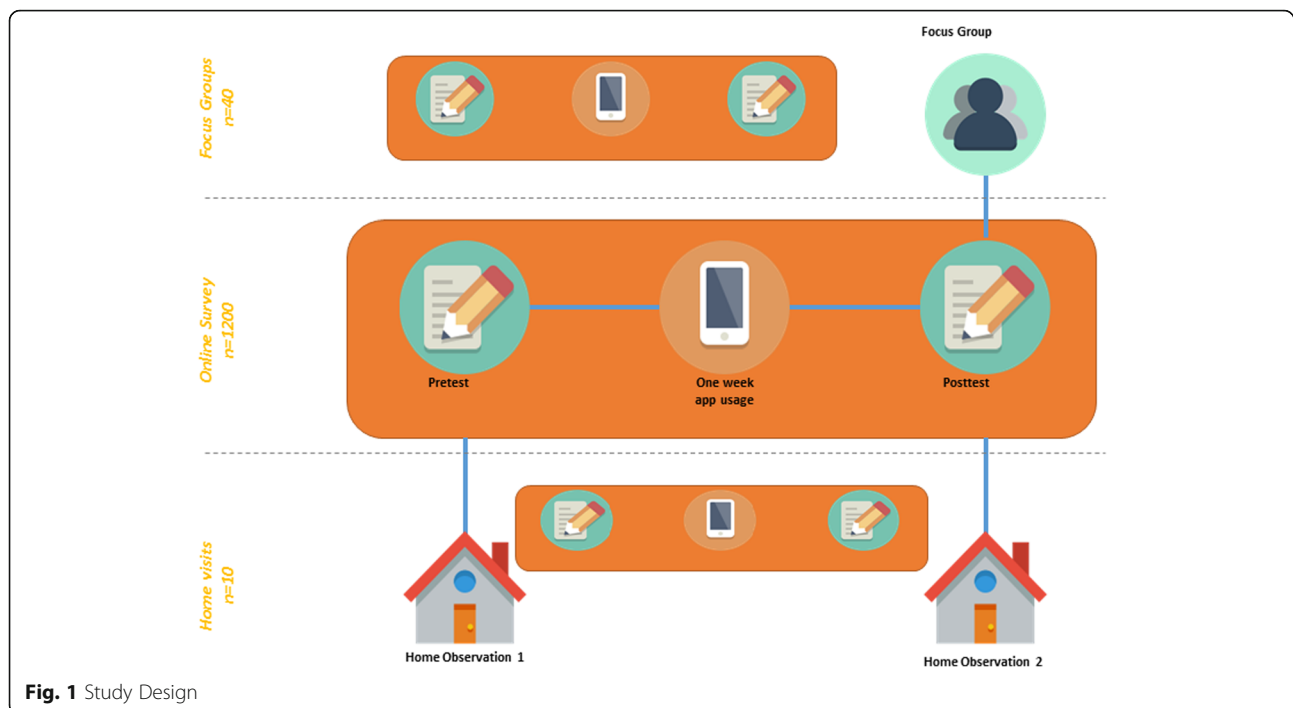 Focus Group
Focus Groups
n=40
Online Survey
n=1200
Pretest
One week
app usage
Posttest
Home visits
n=10
Home Observation 1
Home Observation 2
Fig. 1 Study Design